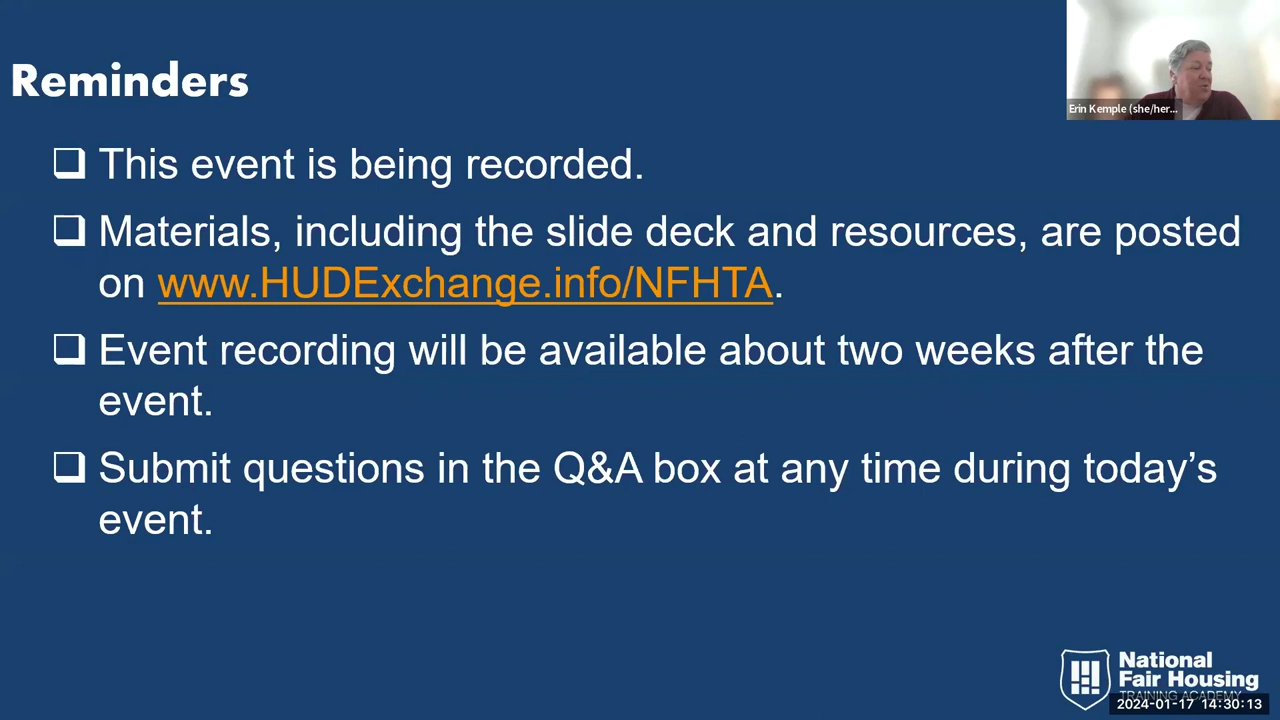 Reminders
Erin Kemple (she/her...
❑ This event is being recorded.
❑ Materials, including the slide deck and resources, are posted
on www.HUDExchange.info/NFHTA.
❑ Event recording will be available about two weeks after the
event.
❑ Submit questions in the Q&A box at any time during today’s
event.
National
Fair Housing
TRAINING ACADEMY
2024-01-17 14:30:13